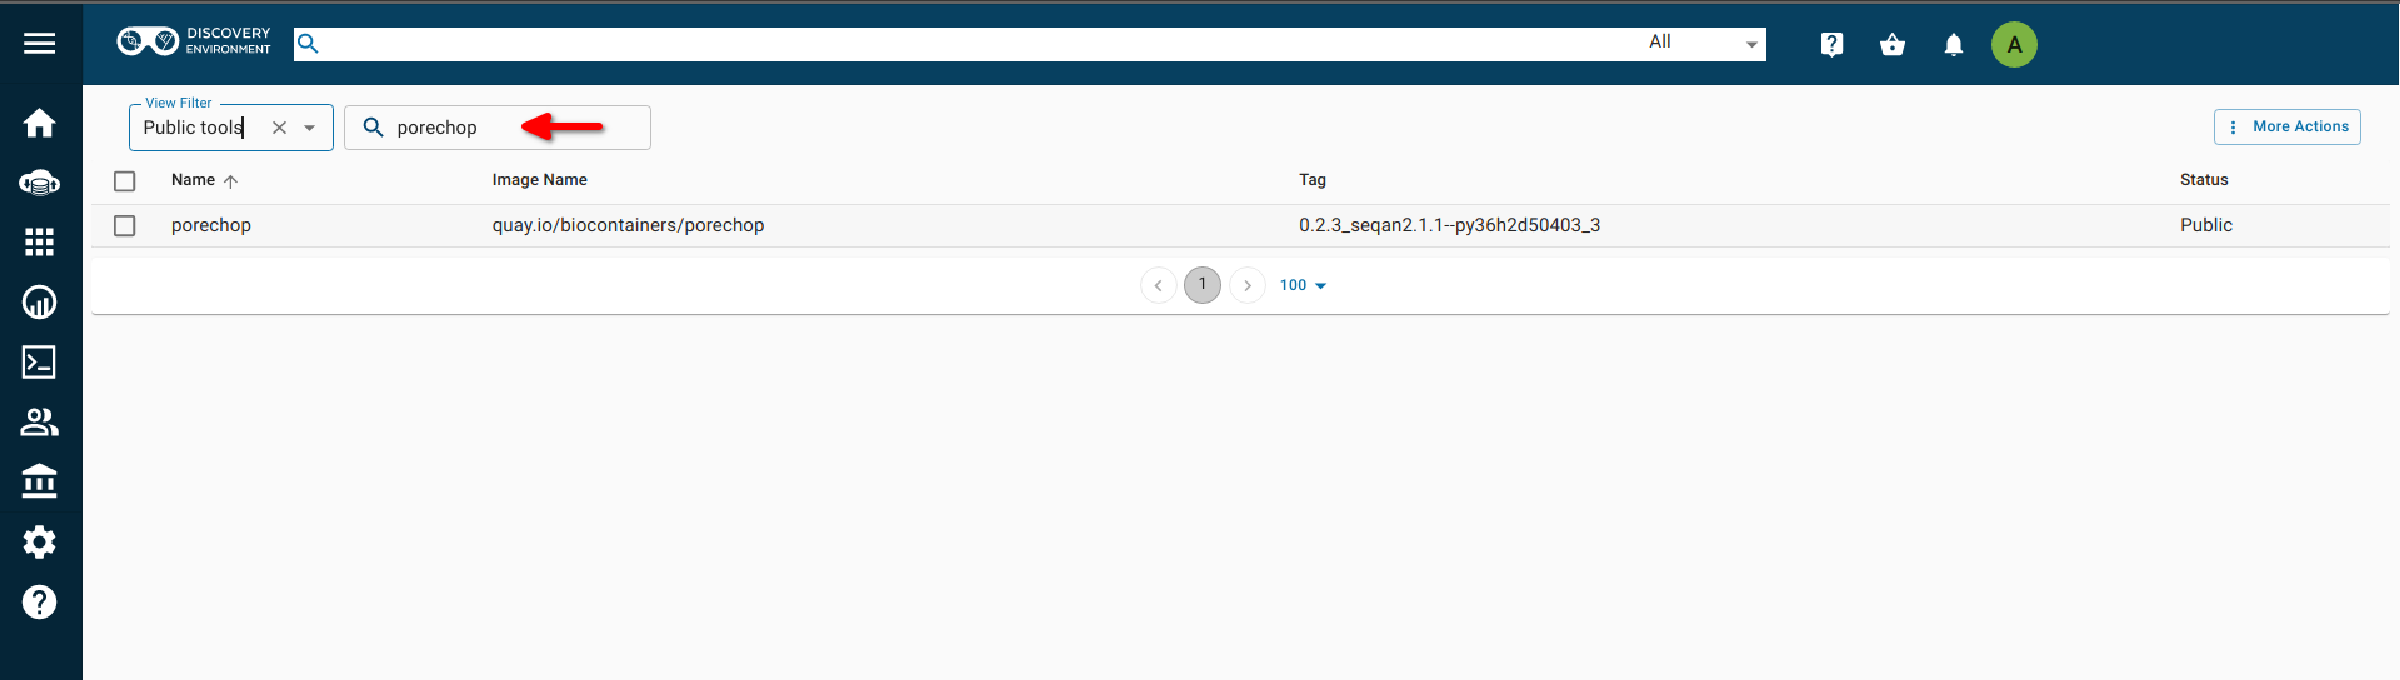 DISCOVERY
ENVIRONMENT
All
A
View Filter
Public tools
porechop
More Actions
Name
Image Name
Tag
Status
porechop
quay.io/biocontainers/porechop
0.2.3_seqan2.1.1--py36h2d50403_3
Public
1
100